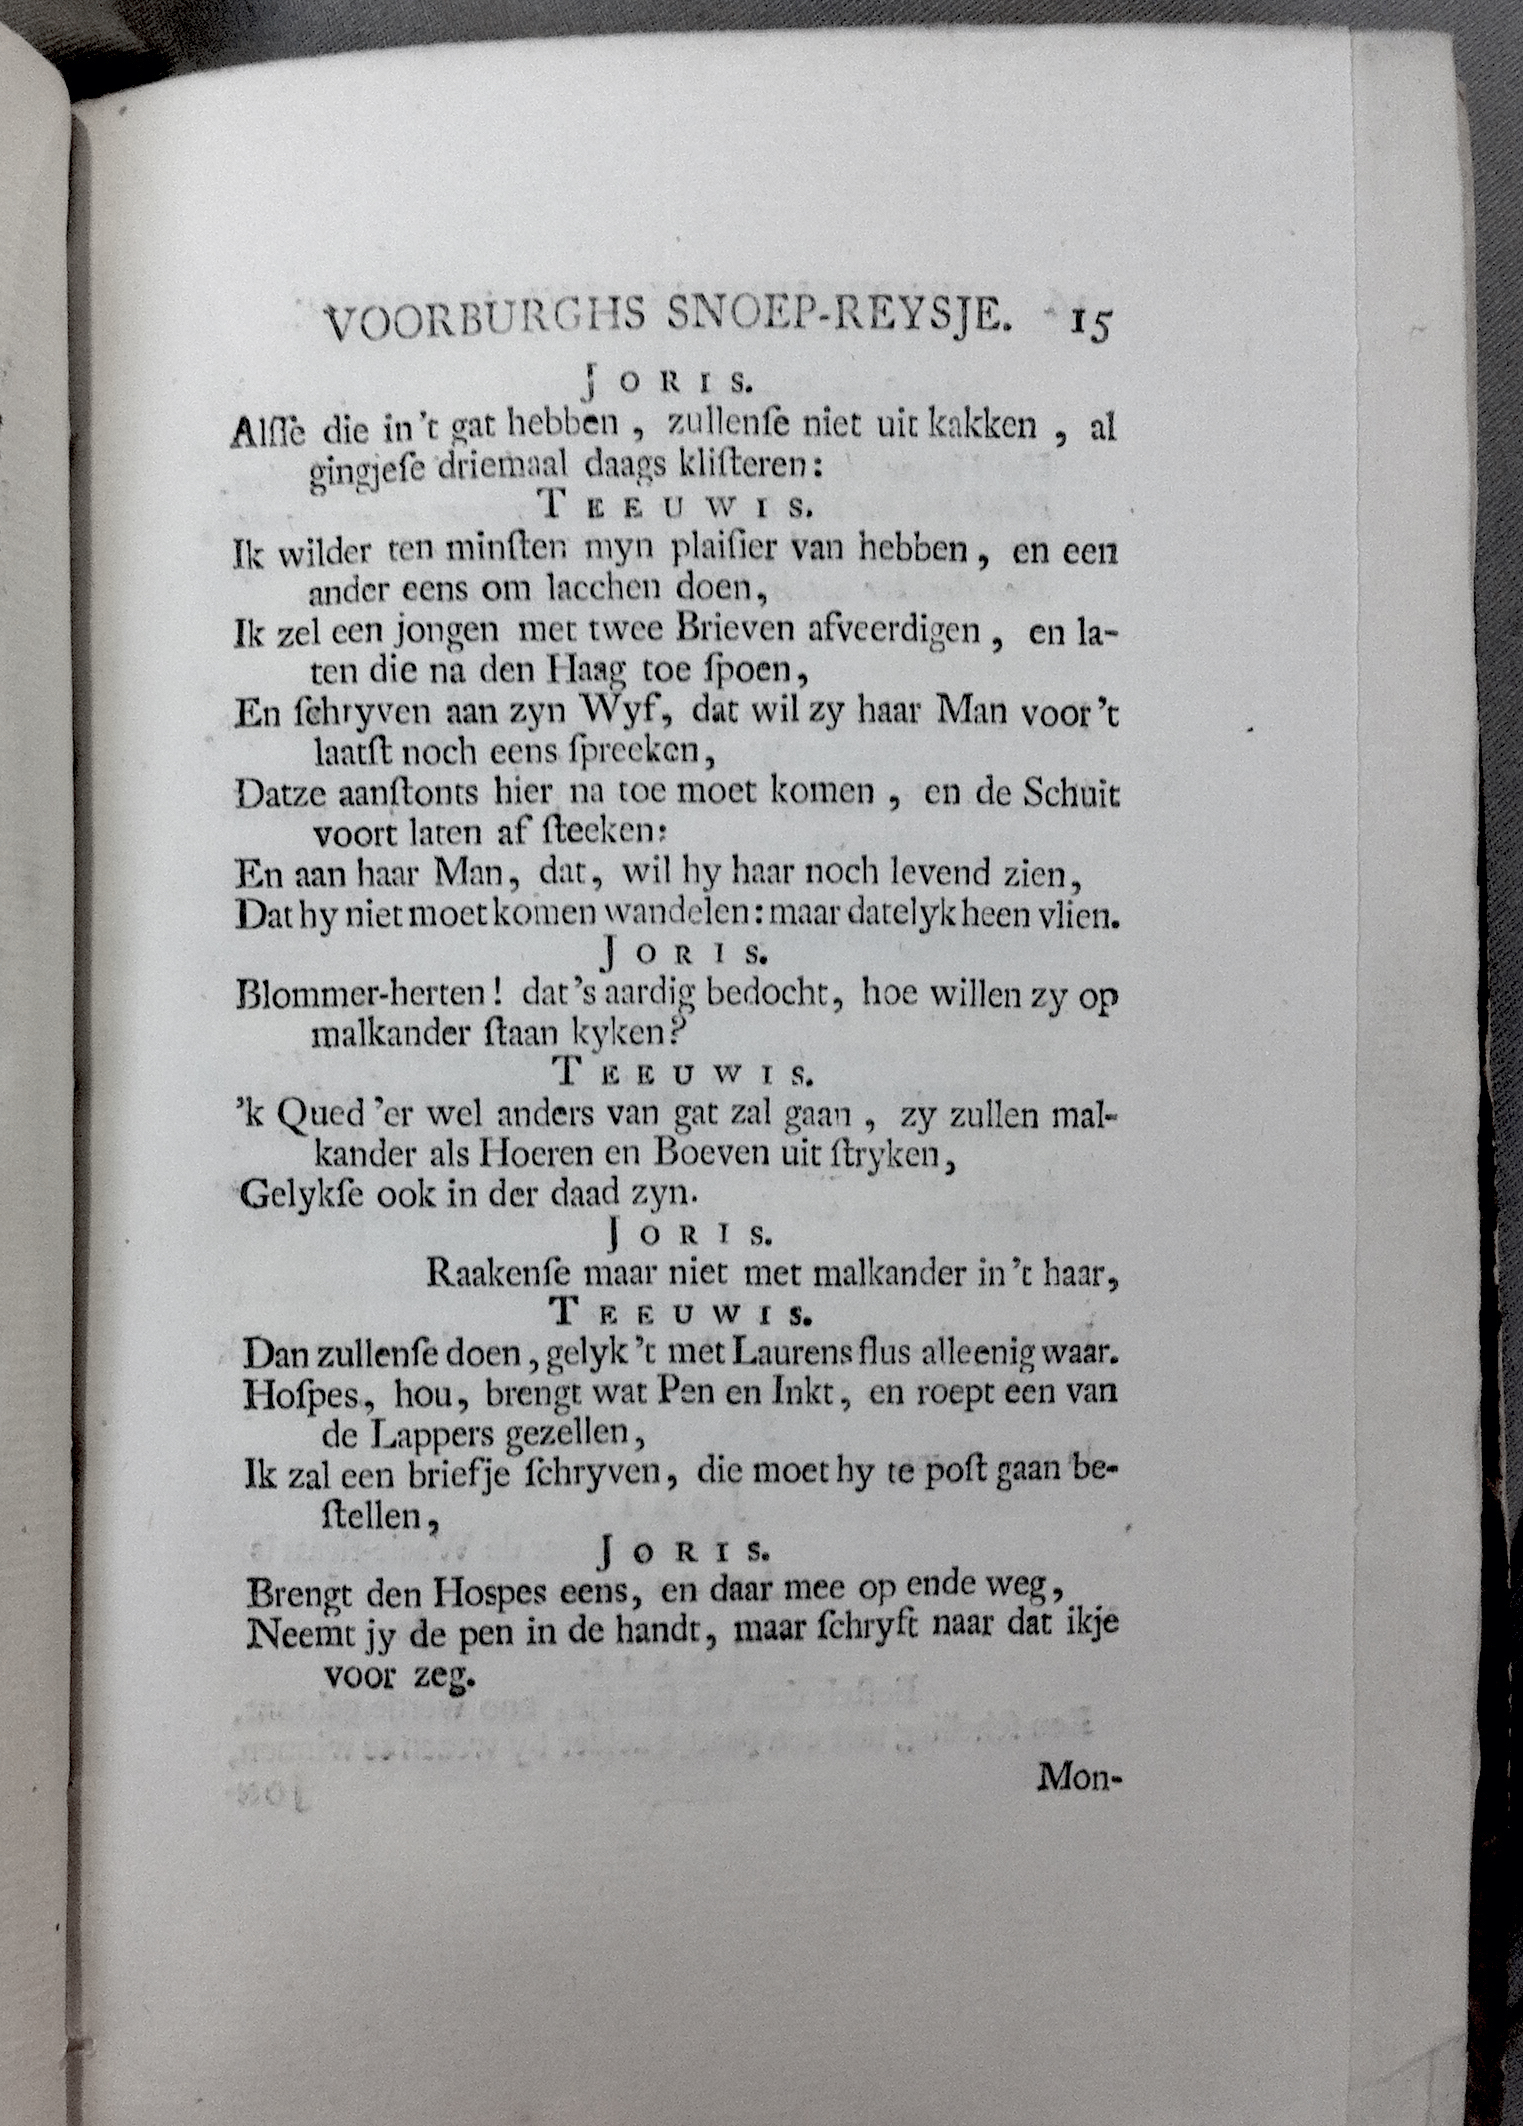 VOORBURGHS SNOEP-REYSJE. 15
JORIS.
Alſſe die in 't gat hebben, zullenſe niet uit kakken, al
gingjeſe driemaal daags kliſteren:
TEEUWIS.
Ik wilder ten minſten myn plaiſier van hebben, en een
ander eens om lacchen doen,
Ik zel een jongen met twee Brieven afveerdigen, en la-
ten die na den Haag toe ſpoen,
En ſchryven aan zyn Wyf, dat wil zy haar Man voor 't
laatſt noch eens ſpreeken,
Datze aanſtonts hier na toe moet komen, en de Schuit
voort laten af ſteeken:
En aan haar Man, dat, wil hy haar noch levend zien,
Dat hy niet moet komen wandelen: maar datelyk heen vlien.
JORIS.
Blommer-herten! dat 's aardig bedocht, hoe willen zy op
malkander ſtaan kyken?
TEEUWIS.
'k Qued 'er wel anders van gat zal gaan, zy zullen mal-
kander als Hoeren en Boeven uit ſtryken,
Gelykſe ook in der daad zyn.
JORIS.
Raakenſe maar niet met malkander in 't haar,
TEEUWIS.
Dan zullenſe doen, gelyk 't met Laurens flus alleenig waar.
Hoſpes, hou, brengt wat Pen en Inkt, en roept een van
de Lappers gezellen,
Ik zal een briefje ſchryven, die moet hy te poſt gaan be-
ſtellen,
JORIS.
Brengt den Hospes eens, en daar mee op ende weg,
Neemt jy de pen in de handt, maar ſchryft naar dat ikje
voor zeg.
Mon-